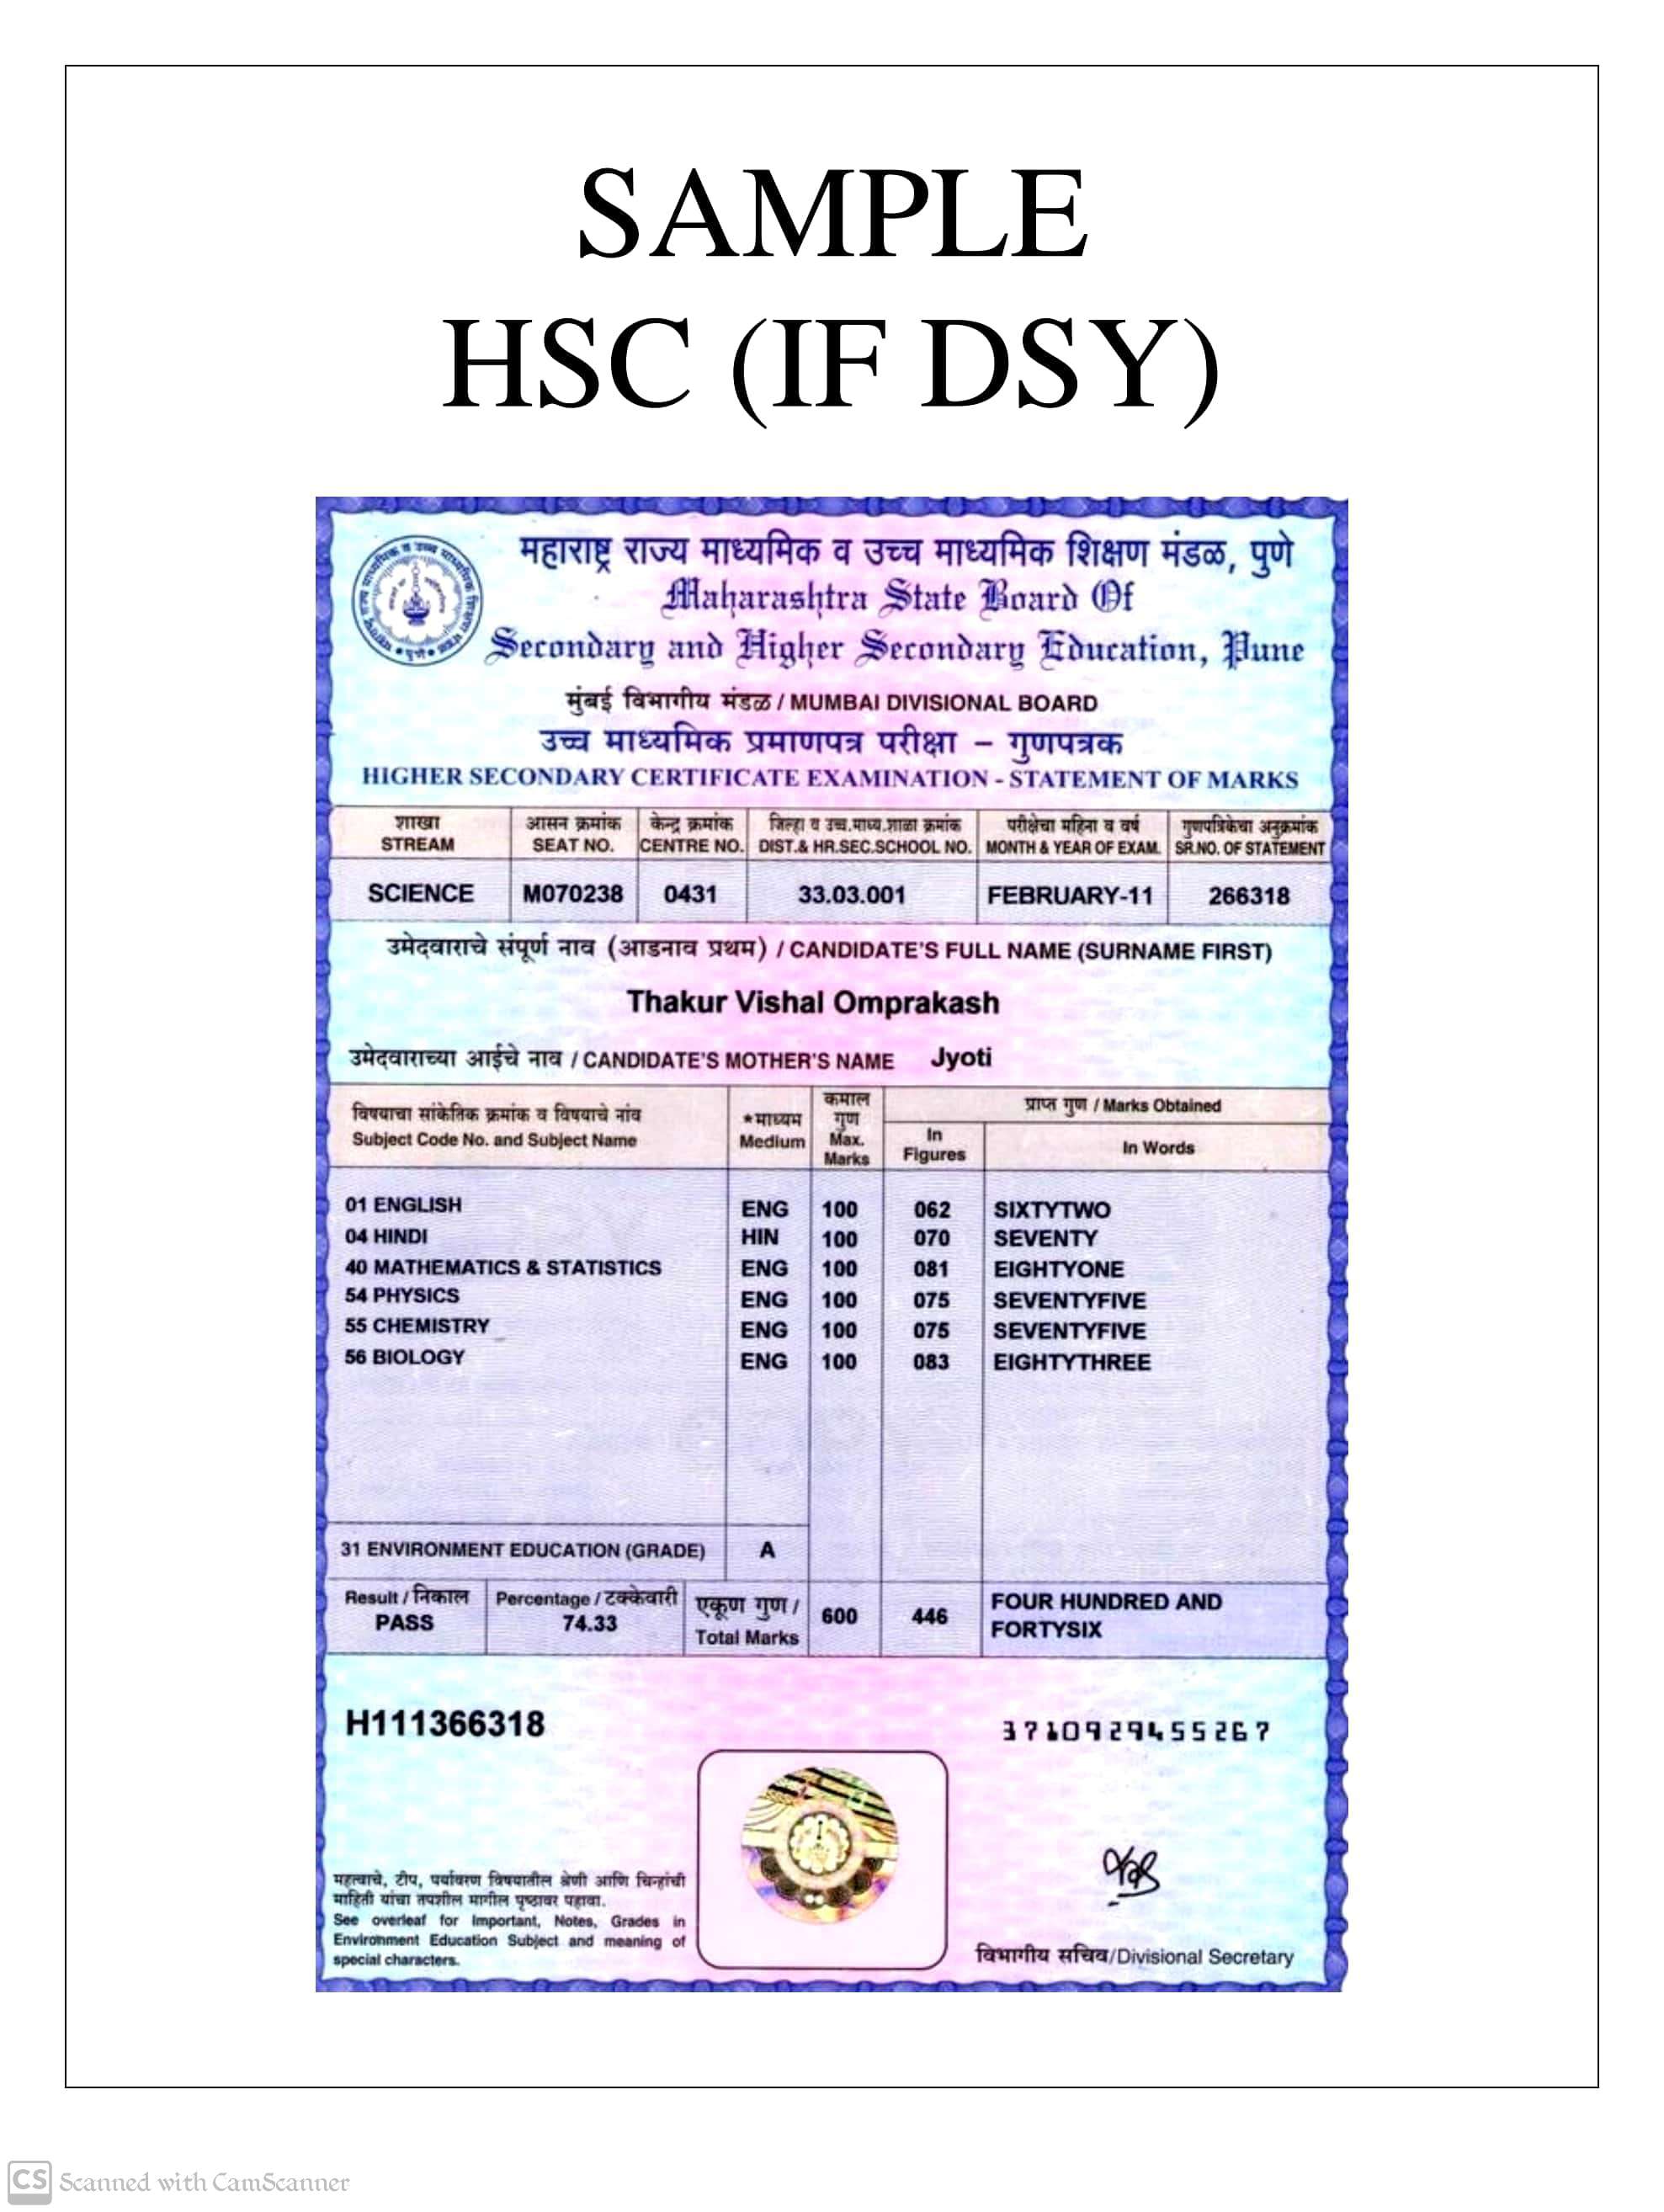 SAMPLE
HSC (IF DSY)
महाराष्ट्र राज्य माध्यमिक व उच्च माध्यमिक शिक्षण मंडळ, पुणे
Maharashtra State Board Of
Secondary and Higher Secondary Education, Pune
मुंबई विभागीय मंडळ / MUMBAI DIVISIONAL BOARD
उच्च माध्यमिक प्रमाणपत्र परीक्षा – गुणपत्रक
HIGHER SECONDARY CERTIFICATE EXAMINATION - STATEMENT OF MARKS
शाखा आसन क्रमांक केन्द्र क्रमांक जिल्हा व उच्च.माध्य.शाळा क्रमांक परीक्षेचा महिना व वर्ष गुणपत्रिकेचा अनुक्रमांक
STREAM SEAT NO. CENTRE NO. DIST.& HR.SEC.SCHOOL NO. MONTH & YEAR OF EXAM. SR.NO. OF STATEMENT
SCIENCE M070238 0431 33.03.001 FEBRUARY-11 266318
उमेदवाराचे संपूर्ण नाव (आडनाव प्रथम) / CANDIDATE'S FULL NAME (SURNAME FIRST)
Thakur Vishal Omprakash
उमेदवाराच्या आईचे नाव / CANDIDATE'S MOTHER'S NAME Jyoti
विषयाचा सांकेतिक क्रमांक व विषयाचे नांव
Subject Code No. and Subject Name
*माध्यम
Medium
कमाल
गुण
Max.
Marks
प्राप्त गुण / Marks Obtained
In
Figures
In Words
01 ENGLISH ENG 100 062 SIXTYTWO
04 HINDI HIN 100 070 SEVENTY
40 MATHEMATICS & STATISTICS ENG 100 081 EIGHTYONE
54 PHYSICS ENG 100 075 SEVENTYFIVE
55 CHEMISTRY ENG 100 075 SEVENTYFIVE
56 BIOLOGY ENG 100 083 EIGHTYTHREE
31 ENVIRONMENT EDUCATION (GRADE) A
Result / निकाल
PASS
Percentage / टक्केवारी
74.33
एकूण गुण /
Total Marks
600 446
FOUR HUNDRED AND
FORTYSIX
H111366318
3710929455267
महत्वाचे, टीप, पर्यावरण विषयातील श्रेणी आणि चिन्हांची
माहिती यांचा तपशील मागील पृष्ठावर पहावा.
See overleaf for Important, Notes, Grades in
Environment Education Subject and meaning of
special characters.
विभागीय सचिव/Divisional Secretary
CS Scanned with CamScanner